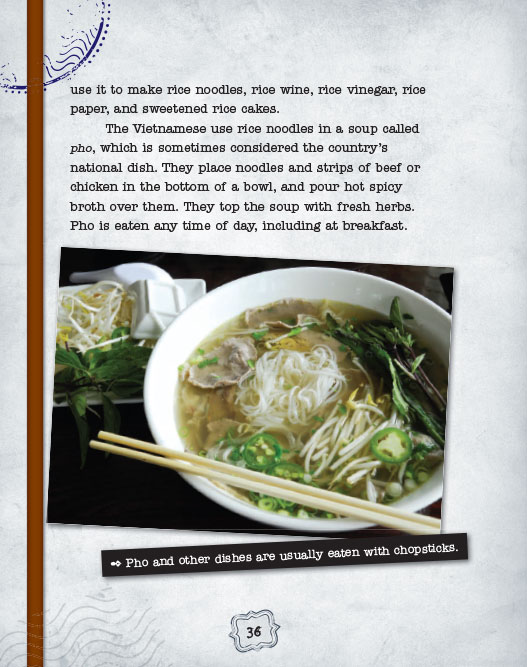 use it to make rice noodles, rice wine, rice vinegar, rice
paper, and sweetened rice cakes.
The Vietnamese use rice noodles in a soup called
pho, which is sometimes considered the country’s
national dish. They place noodles and strips of beef or
chicken in the bottom of a bowl, and pour hot spicy
broth over them. They top the soup with fresh herbs.
Pho is eaten any time of day, including at breakfast.
➺ Pho and other dishes are usually eaten with chopsticks.
36